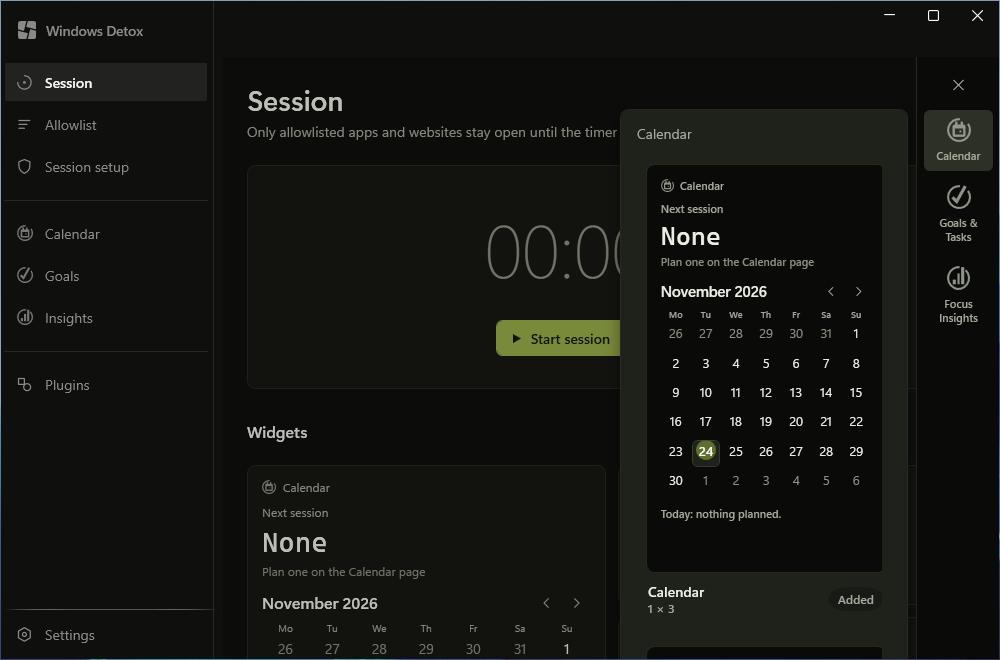 Windows Detox
Session
Allowlist
Session setup
Calendar
Goals
Insights
Plugins
Settings
Session
Only allowlisted apps and websites stay open until the timer
00:0
Start session
Widgets
Calendar
Next session
None
Plan one on the Calendar page
November 2026
Mo Tu We Th Fr Sa Su
26 27 28 29 30 31 1
Calendar
Calendar
Next session
None
Plan one on the Calendar page
November 2026
Mo Tu We Th Fr Sa Su
26 27 28 29 30 31 1
2 3 4 5 6 7 8
9 10 11 12 13 14 15
16 17 18 19 20 21 22
23 24 25 26 27 28 29
30 1 2 3 4 5 6
Today: nothing planned.
Calendar
1 × 3
Added
Calendar
Goals &
Tasks
Focus
Insights